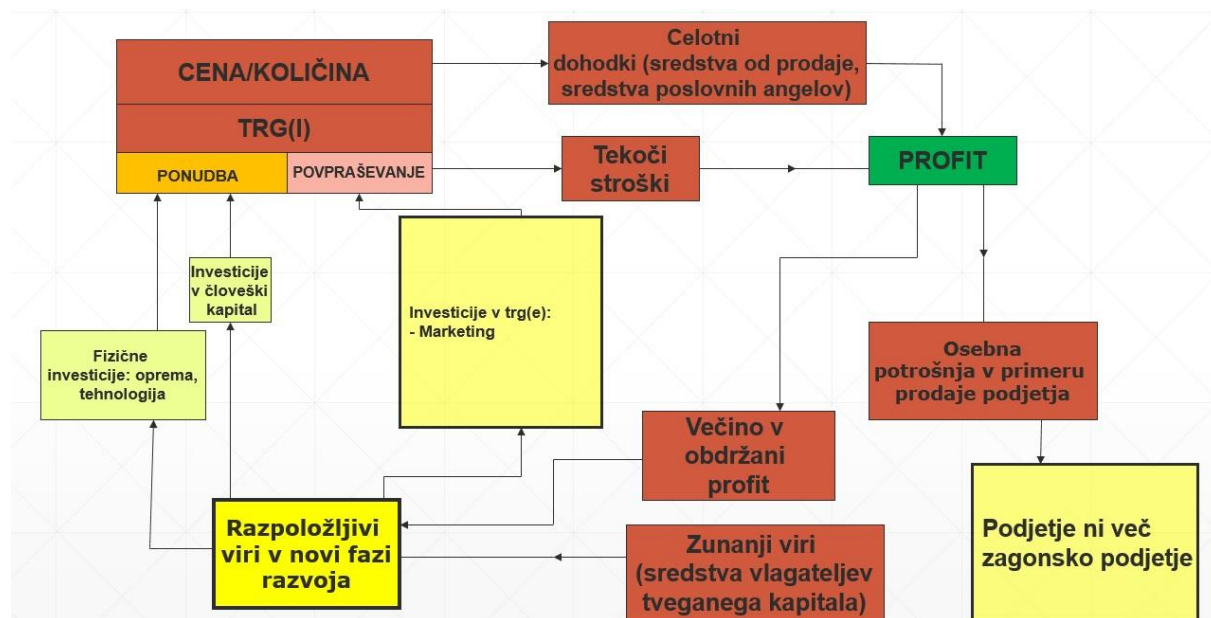 CENA/KOLIČINA
TRG(I)
PONUDBA
POVPRAŠEVANJE
Celotni
dohodki (sredstva od prodaje,
sredstva poslovnih angelov)
Tekoči
stroški
PROFIT
Investicije
v človeški
kapital
Fizične
investicije: oprema,
tehnologija
Investicije v trg(e):
- Marketing
Osebna
potrošnja v primeru
prodaje podjetja
Večino v
obdržani
profit
Razpoložljivi
viri v novi fazi
razvoja
Zunanji viri
(sredstva vlagateljev
tveganega kapitala)
Podjetje ni več
zagonsko podjetje